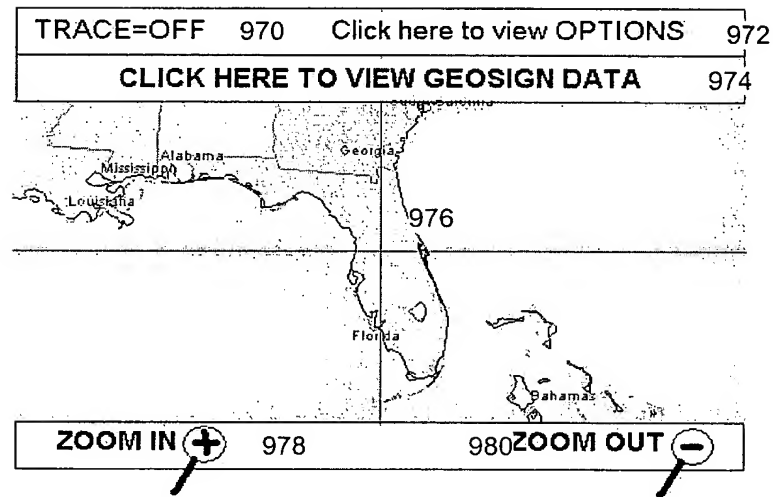 TRACE=OFF 970 Click here to view OPTIONS 972
CLICK HERE TO VIEW GEOSIGN DATA 974
Alabama
Georgia
Mississippi
Louisiana
976
Florida
Bahamas
ZOOM IN 978 980 ZOOM OUT